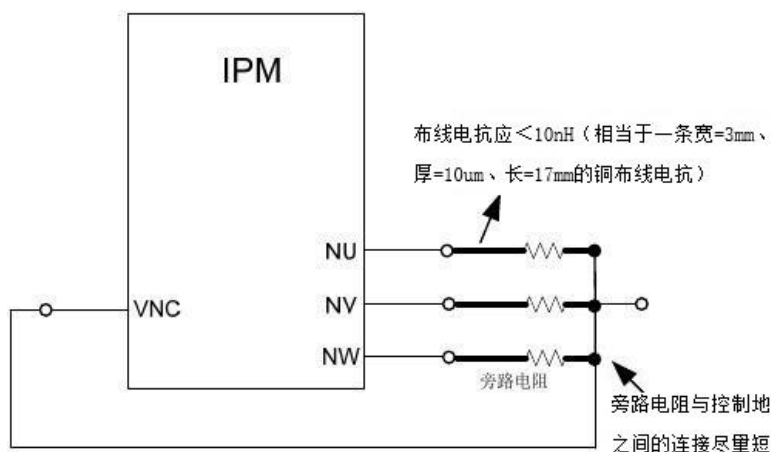 IPM
布线电抗应＜10nH（相当于一条宽=3mm、
厚=10um、长=17mm的铜布线电抗）
NU
VNC
NV
NW
旁路电阻
旁路电阻与控制地
之间的连接尽里短